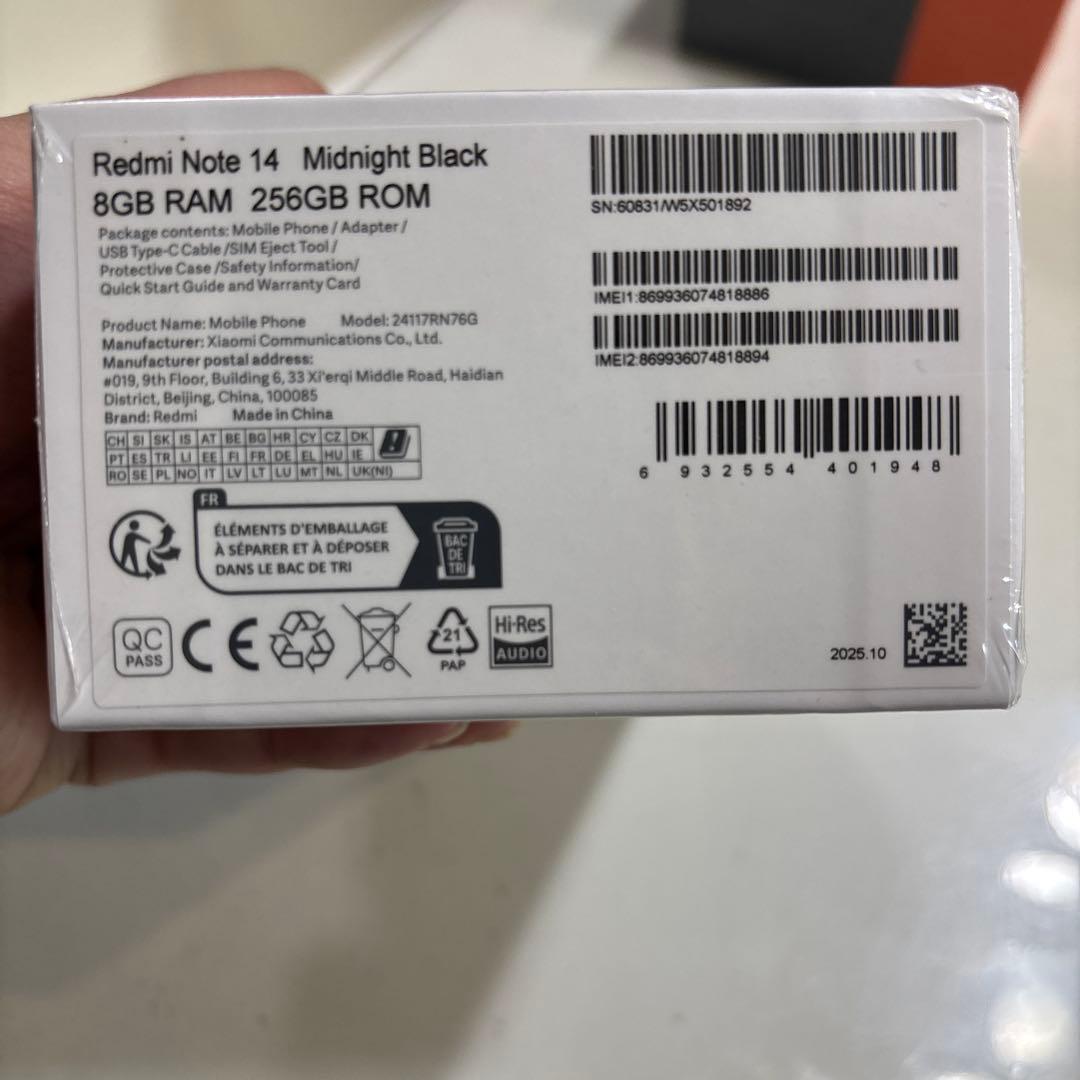 Redmi Note 14 Midnight Black
8GB RAM 256GB ROM
Package contents: Mobile Phone / Adapter /
USB Type-C Cable /SIM Eject Tool /
Protective Case /Safety Information/
Quick Start Guide and Warranty Card
Product Name: Mobile Phone Model: 24117RN76G
Manufacturer: Xiaomi Communications Co., Ltd.
Manufacturer postal address:
#019, 9th Floor, Building 6, 33 Xi'erqi Middle Road, Haidian
District, Beijing, China, 100085
Brand: Redmi Made in China
CH SI SK IS AT BE BG HR CY CZ DK
PT ES TR LI EE FI FR DE EL HU IE
RO SE PL NO IT LV LT LU MT NL UK(NI)
FR
ÉLÉMENTS D'EMBALLAGE
À SÉPARER ET À DÉPOSER
DANS LE BAC DE TRI
BAC
DE
TRI
QC
PASS
CE
21
PAP
Hi-Res
AUDIO
SN:60831/W5X501892
IMEI1:869936074818886
IMEI2:869936074818894
6 932554 401948
2025.10